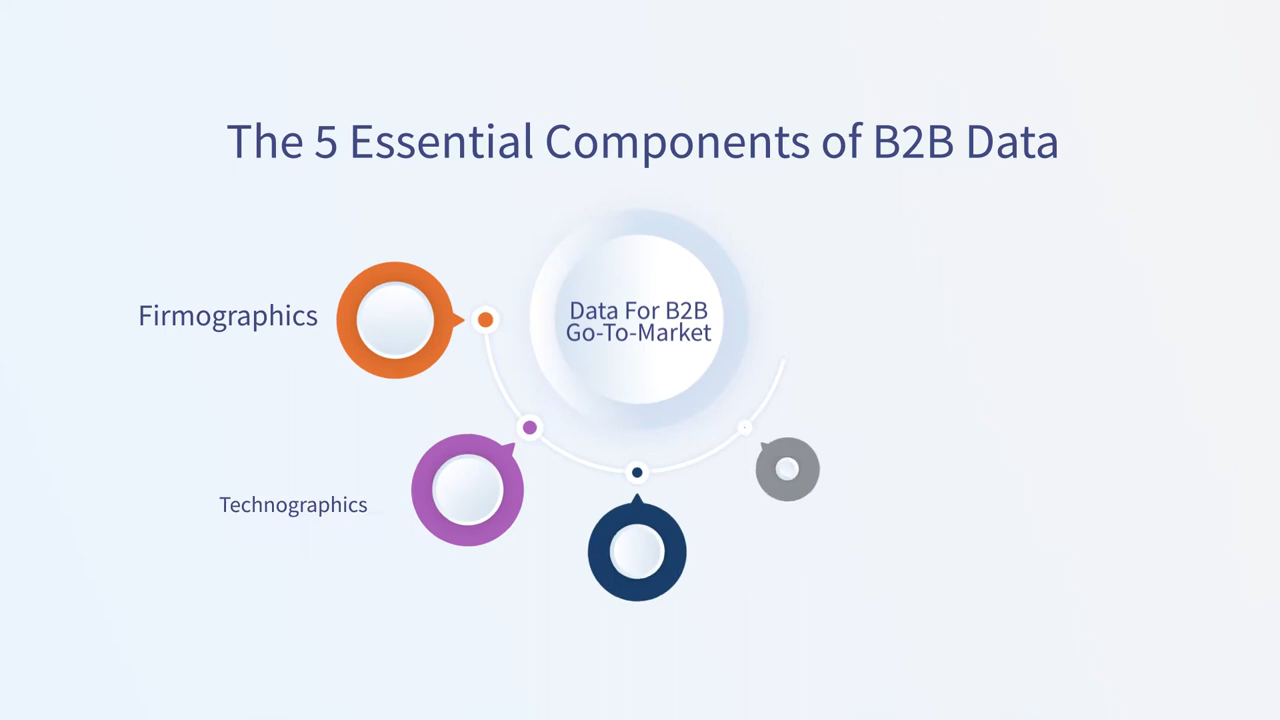 The 5 Essential Components of B2B Data
Data For B2B
Go-To-Market
Firmographics
Technographics